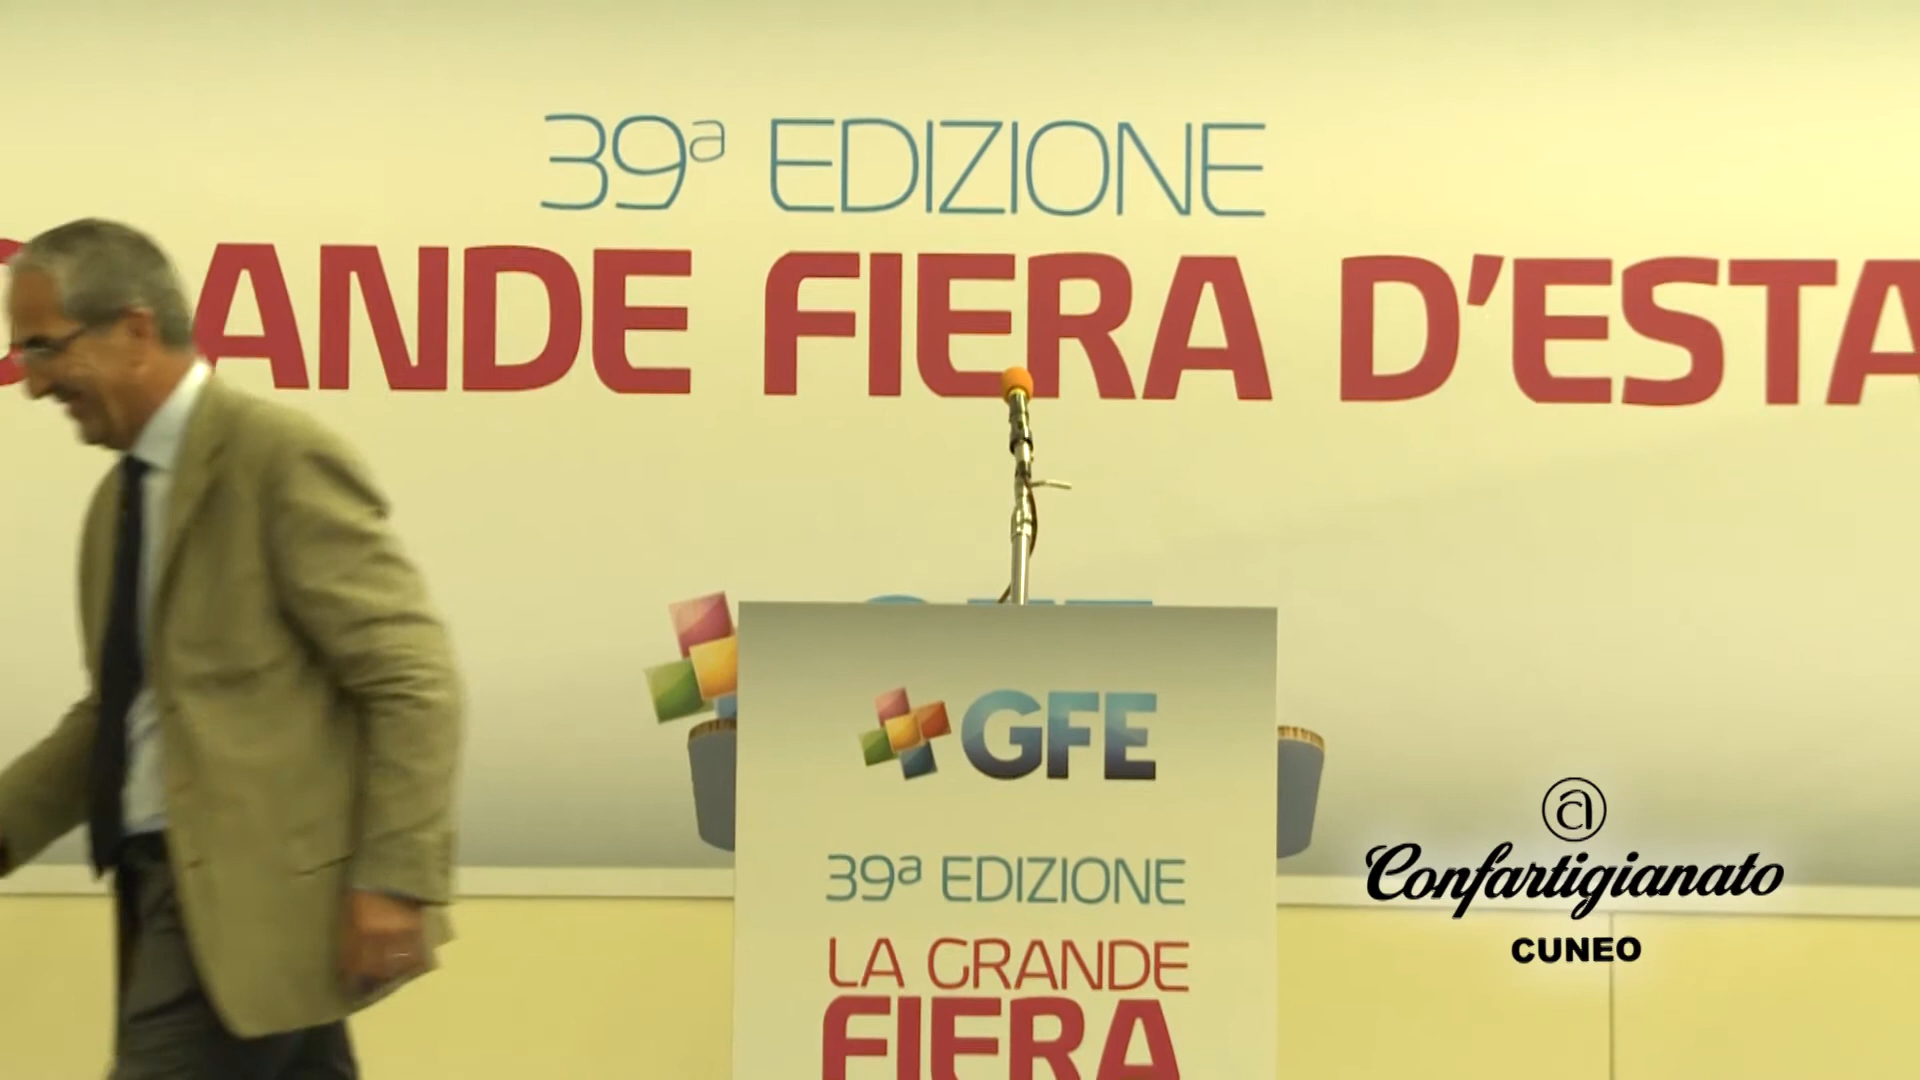 39ª EDIZIONE
ANDE FIERA D'ESTA
GFE
39ª EDIZIONE
LA GRANDE
FIERA
Confartigianato
CUNEO